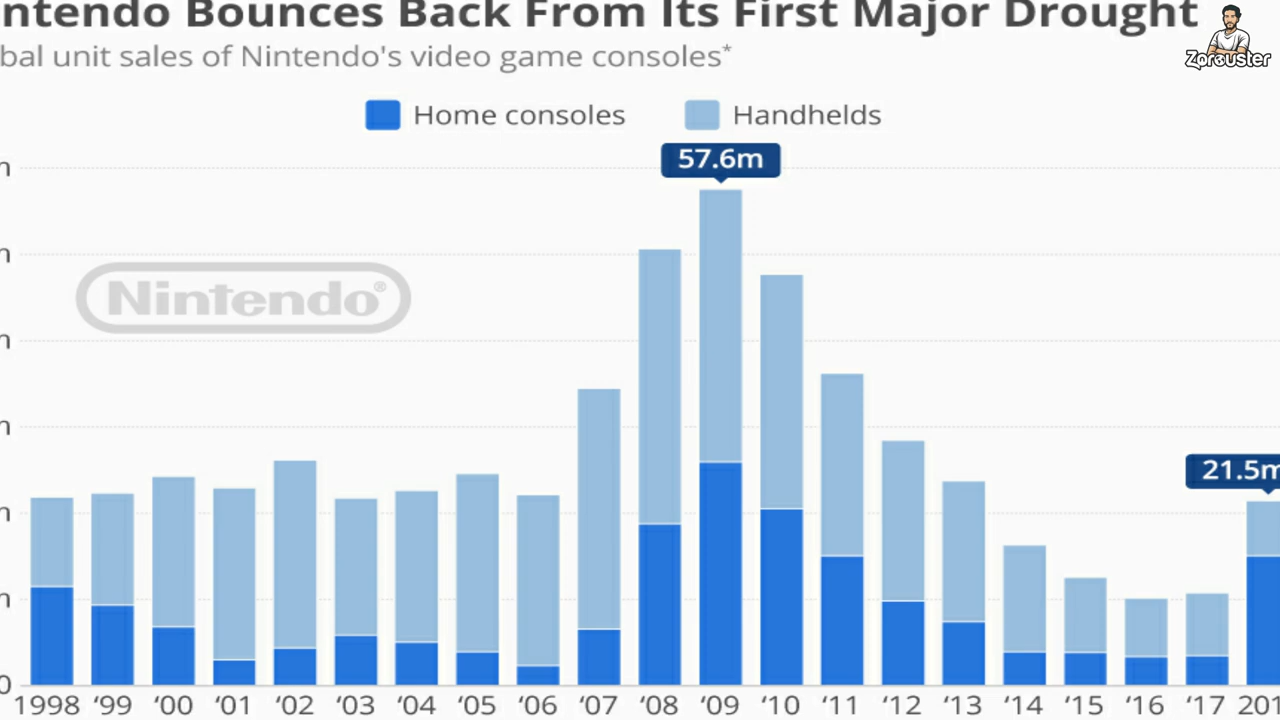 ntendo Bounces Back From Its First Major Drought
bal unit sales of Nintendo's video game consoles*
Zorouster
Home consoles
Handhelds
57.6m
Nintendo®
21.5m
0
1998 ‘99 ‘00 ‘01 ‘02 ‘03 ‘04 ‘05 ‘06 ‘07 ‘08 ‘09 ‘10 ‘11 ‘12 ‘13 ‘14 ‘15 ‘16 ‘17 201